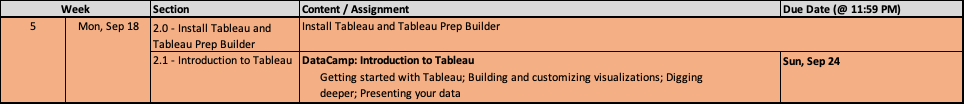 Week Section Content / Assignment Due Date (@ 11:59 PM)
5 Mon, Sep 18 2.0 - Install Tableau and Install Tableau and Tableau Prep Builder
Tableau Prep Builder
2.1 - Introduction to Tableau DataCamp: Introduction to Tableau Sun, Sep 24
Getting started with Tableau; Building and customizing visualizations; Digging
deeper; Presenting your data